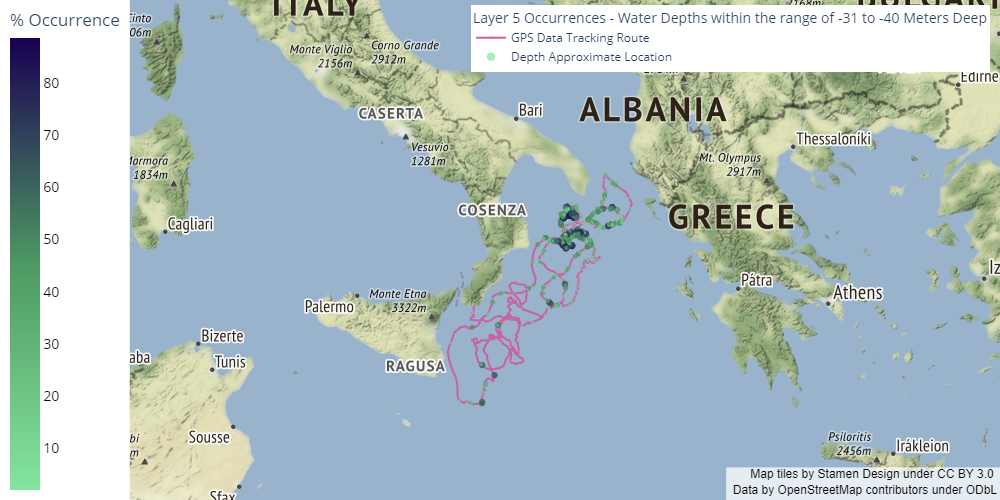 % Occurrence
80
70
60
50
40
30
20
10
Layer 5 Occurrences - Water Depths within the range of -31 to -40 Meters Deep
GPS Data Tracking Route
Depth Approximate Location
ITALY
2168m
Cinto
06m
Monte Viglio
2156m
Corno Grande
2912m
CASERTA
Vesuvio
1281m
Bari
ALBANIA
Edirne
Thessaloníki
Mt. Olympus
2917m
Marmora
1834m
Cagliari
COSENZA
GREECE
Pátra
Athens
Iz
Palermo
Monte Etna
3322m
RAGUSA
Bizerte
aba
Tunis
Sousse
bi
m
Sfax
Psiloritis
2456m
Irákleion
Map tiles by Stamen Design under CC BY 3.0
Data by OpenStreetMap contributors under ODbL